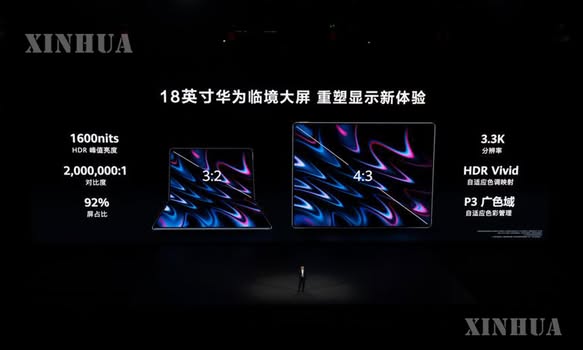 XINHUA
18英寸华为临境大屏 重塑显示新体验
1600nits
HDR 峰值亮度
2,000,000:1
对比度
92%
屏占比
3:2
4:3
3.3K
分辨率
HDR Vivid
自适应色调映射
P3 广色域
自适应色彩管理
XINHUA